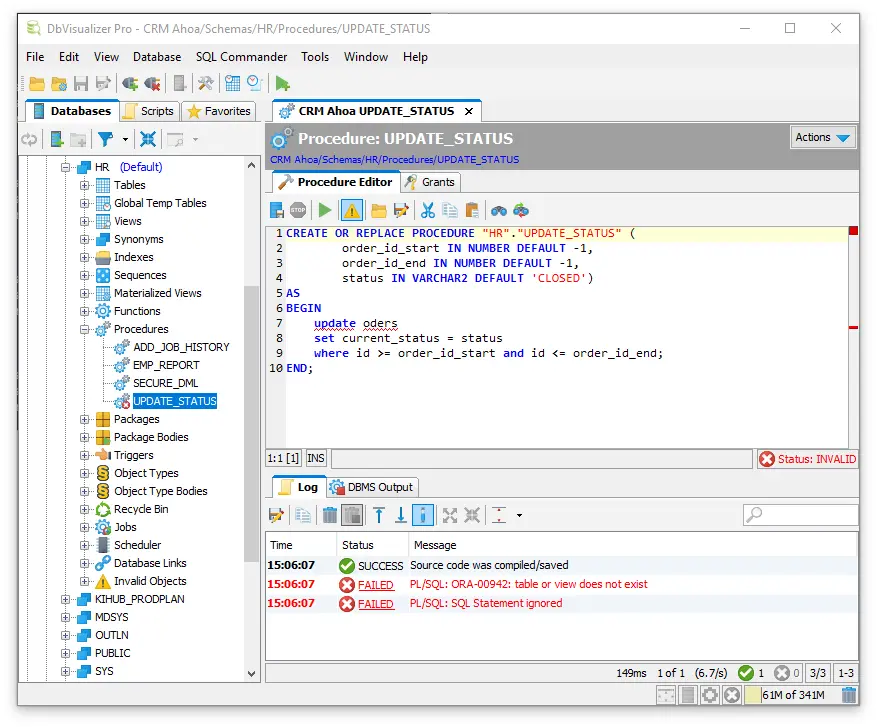 DbVisualizer Pro - CRM Ahoa/Schemas/HR/Procedures/UPDATE_STATUS
File Edit View Database SQL Commander Tools Window Help
Databases Scripts Favorites
CRM Ahoa UPDATE_STATUS
Procedure: UPDATE_STATUS
Actions
CRM Ahoa/Schemas/HR/Procedures/UPDATE_STATUS
Procedure Editor Grants
STOP
HR (Default)
Tables
Global Temp Tables
Views
Synonyms
Indexes
Sequences
Materialized Views
Functions
Procedures
ADD_JOB_HISTORY
EMP_REPORT
SECURE_DML
UPDATE_STATUS
Packages
Package Bodies
Triggers
Object Types
Object Type Bodies
Recycle Bin
Jobs
Scheduler
Database Links
Invalid Objects
KIHUB_PRODPLAN
MDSYS
OUTLN
PUBLIC
SYS
1 CREATE OR REPLACE PROCEDURE "HR"."UPDATE_STATUS" (
2 order_id_start IN NUMBER DEFAULT -1,
3 order_id_end IN NUMBER DEFAULT -1,
4 status IN VARCHAR2 DEFAULT 'CLOSED')
5 AS
6 BEGIN
7 update oders
8 set current_status = status
9 where id >= order_id_start and id <= order_id_end;
10 END;
1:1 [1] INS
Status: INVALID
Log DBMS Output
Time Status Message
15:06:07 SUCCESS Source code was compiled/saved
15:06:07 FAILED PL/SQL: ORA-00942: table or view does not exist
15:06:07 FAILED PL/SQL: SQL Statement ignored
149ms 1 of 1 (6.7/s) 1 0 3/3 1-3
61M of 341M